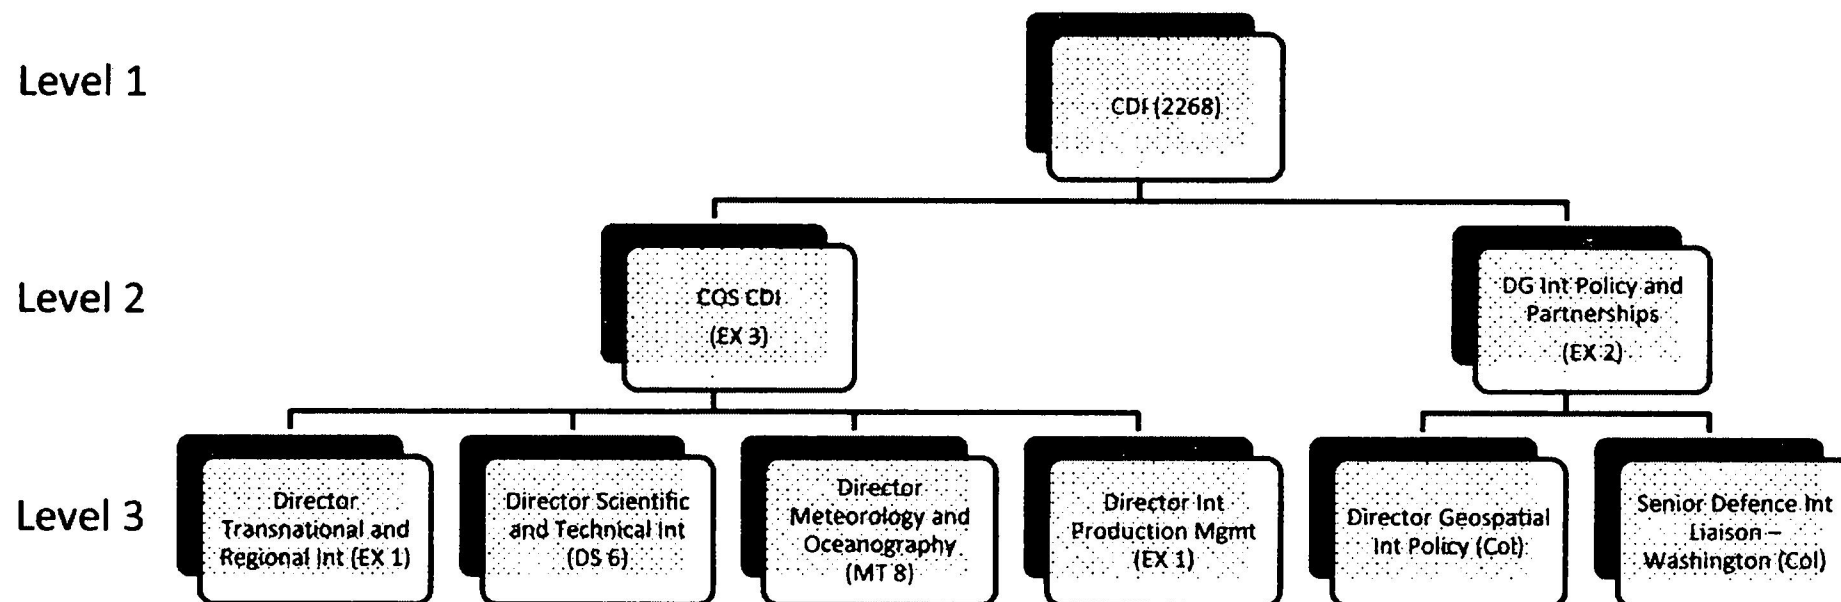 Level 1
CDI (2268)
Level 2
COS CDI
(EX 3)
DG Int Policy and
Partnerships
(EX 2)
Level 3
Director
Transnational and
Regional Int (EX 1)
Director Scientific
and Technical Int
(DS 6)
Director
Meteorology and
Oceanography
(MT 8)
Director Int
Production Mgmt
(EX 1)
Director Geospatial
Int Policy (Col)
Senior Defence Int
Liaison –
Washington (Col)